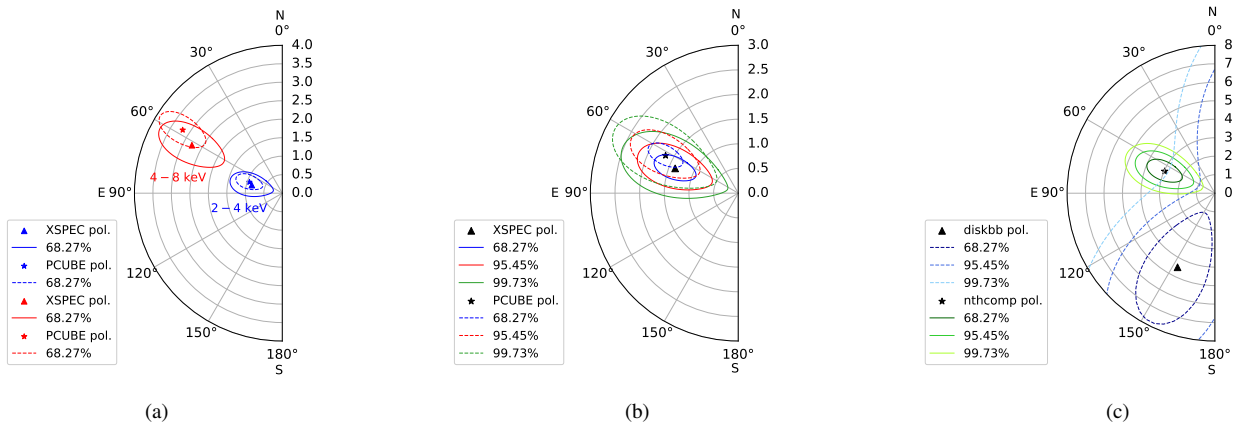 N
0°
30°
60°
E 90°
120°
150°
180°
S
4.0
3.5
3.0
2.5
2.0
1.5
1.0
0.5
0.0
4 − 8 keV
2 − 4 keV
XSPEC pol.
68.27%
PCUBE pol.
68.27%
XSPEC pol.
68.27%
PCUBE pol.
68.27%
(a)
N
0°
30°
60°
E 90°
120°
150°
180°
S
3.0
2.5
2.0
1.5
1.0
0.5
0.0
XSPEC pol.
68.27%
95.45%
99.73%
PCUBE pol.
68.27%
95.45%
99.73%
(b)
N
0°
30°
60°
E 90°
120°
150°
180°
S
8
7
6
5
4
3
2
1
0
diskbb pol.
68.27%
95.45%
99.73%
nthcomp pol.
68.27%
95.45%
99.73%
(c)